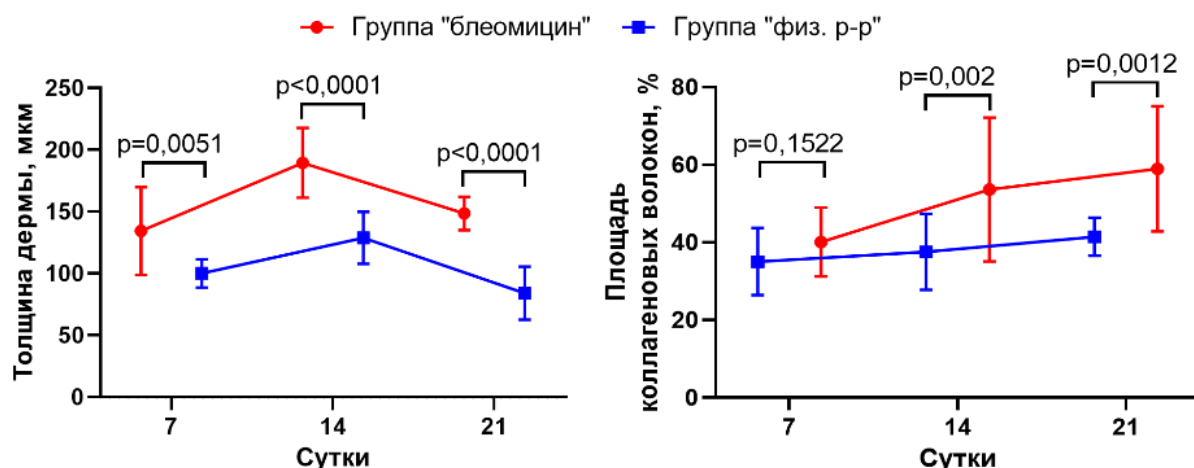 Группа "блеомицин" Группа "физ. р-р"
Толщина дермы, мкм
250
200
150
100
50
0
p=0,0051
p<0,0001
p<0,0001
7 14 21
Сутки
Площадь
коллагеновых волокон, %
80
60
40
20
0
p=0,1522
p=0,002
p=0,0012
7 14 21
Сутки